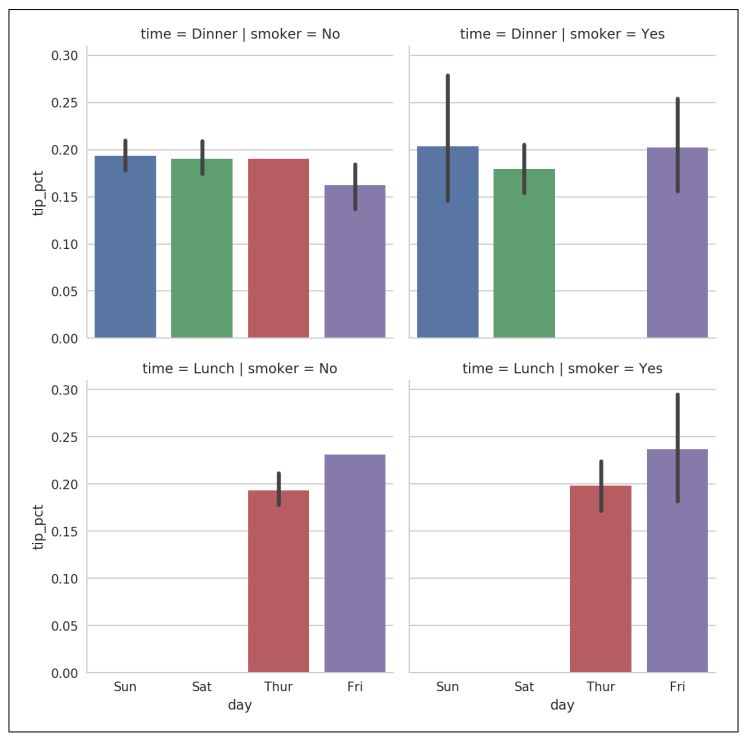 time = Dinner | smoker = No
time = Dinner | smoker = Yes
0.30
0.25
0.20
0.15
0.10
0.05
0.00
tip_pct
time = Lunch | smoker = No
time = Lunch | smoker = Yes
0.30
0.25
0.20
0.15
0.10
0.05
0.00
tip_pct
Sun Sat Thur Fri
day
Sun Sat Thur Fri
day